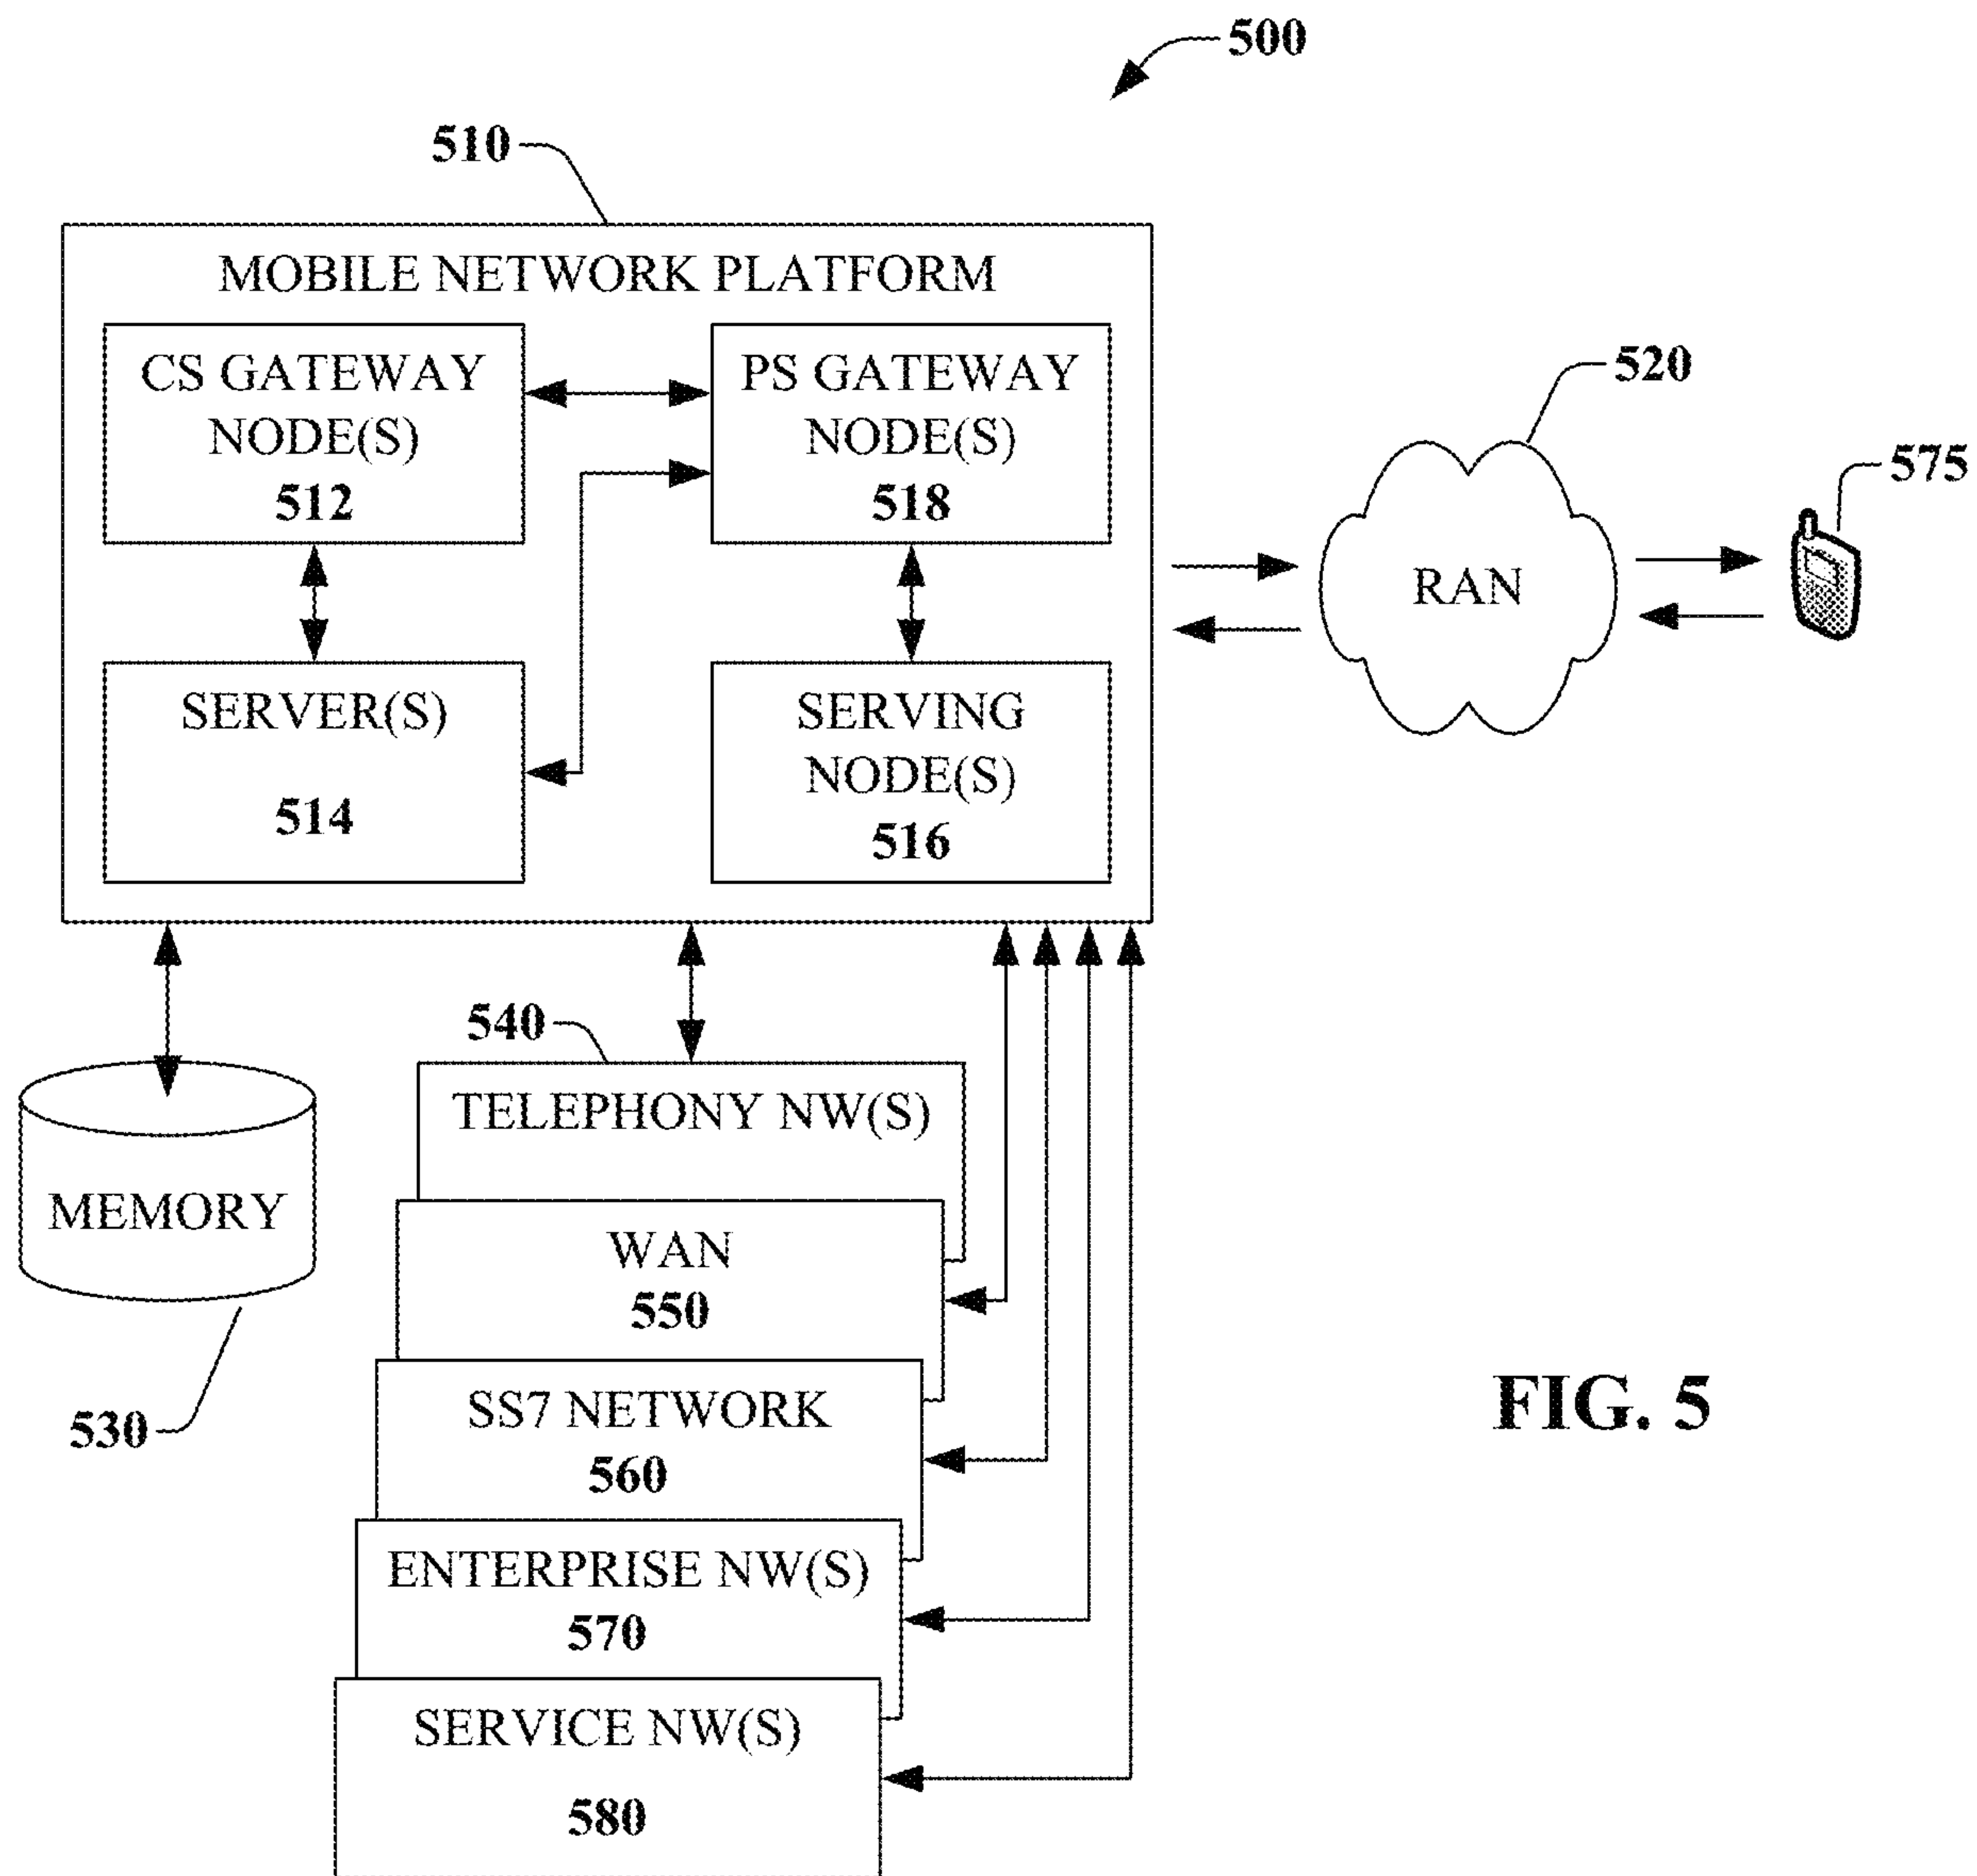 500
510
MOBILE NETWORK PLATFORM
CS GATEWAY
NODE(S)
512
PS GATEWAY
NODE(S)
518
SERVER(S)
514
SERVING
NODE(S)
516
520
RAN
575
540
TELEPHONY NW(S)
MEMORY
530
WAN
550
SS7 NETWORK
560
ENTERPRISE NW(S)
570
SERVICE NW(S)
580
FIG. 5